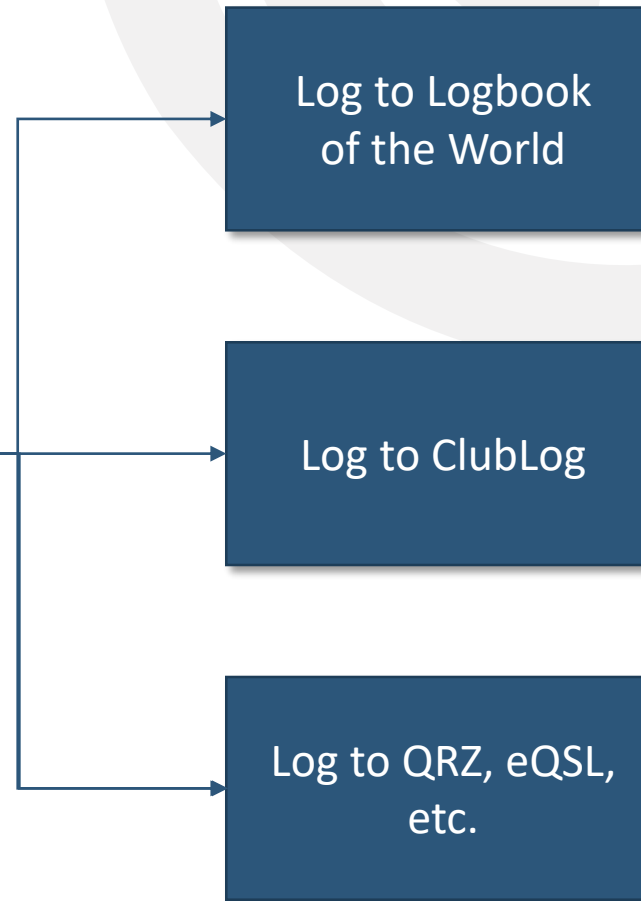 Log to Logbook
of the World
Log to ClubLog
Log to QRZ, eQSL,
etc.